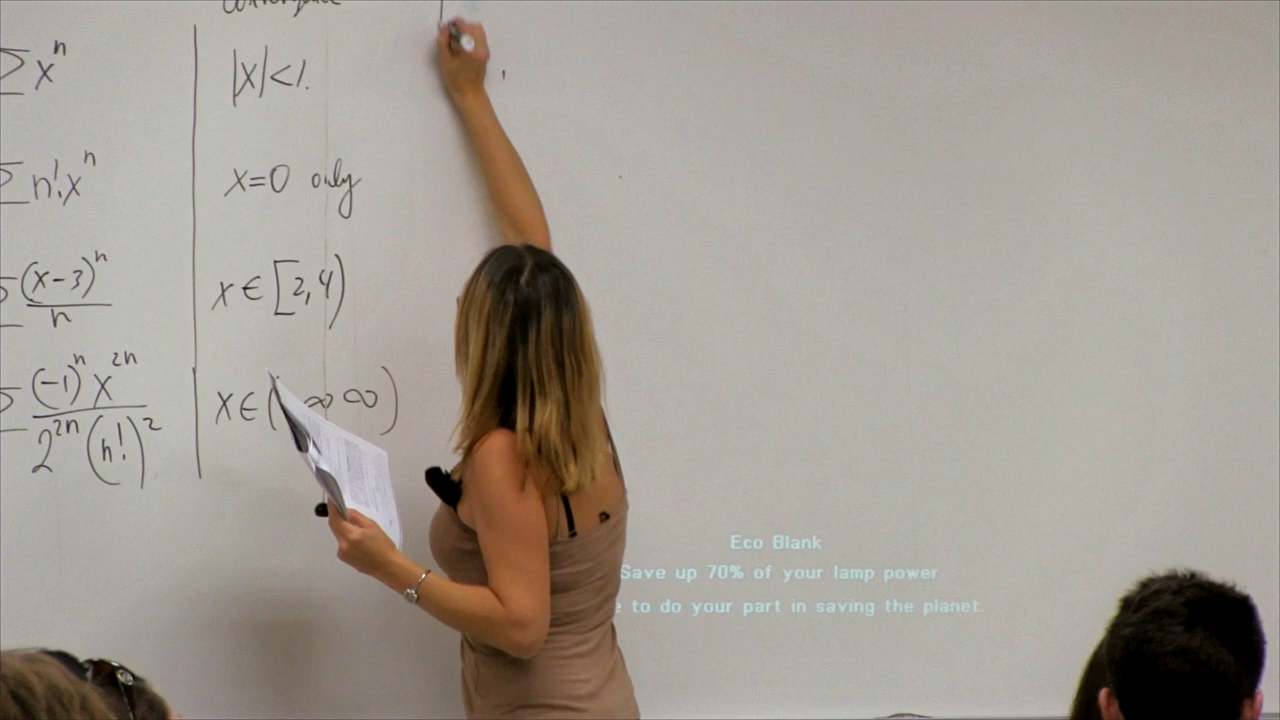 convergence
∑ xⁿ |x| < 1.
∑ n! xⁿ x = 0 only
∑ (x-3)ⁿ / n x ∈ [2, 4)
∑ (-1)ⁿ x²ⁿ / 2²ⁿ (n!)² x ∈ ( ∞ ∞)
Eco Blank
Save up 70% of your lamp power
to do your part in saving the planet.